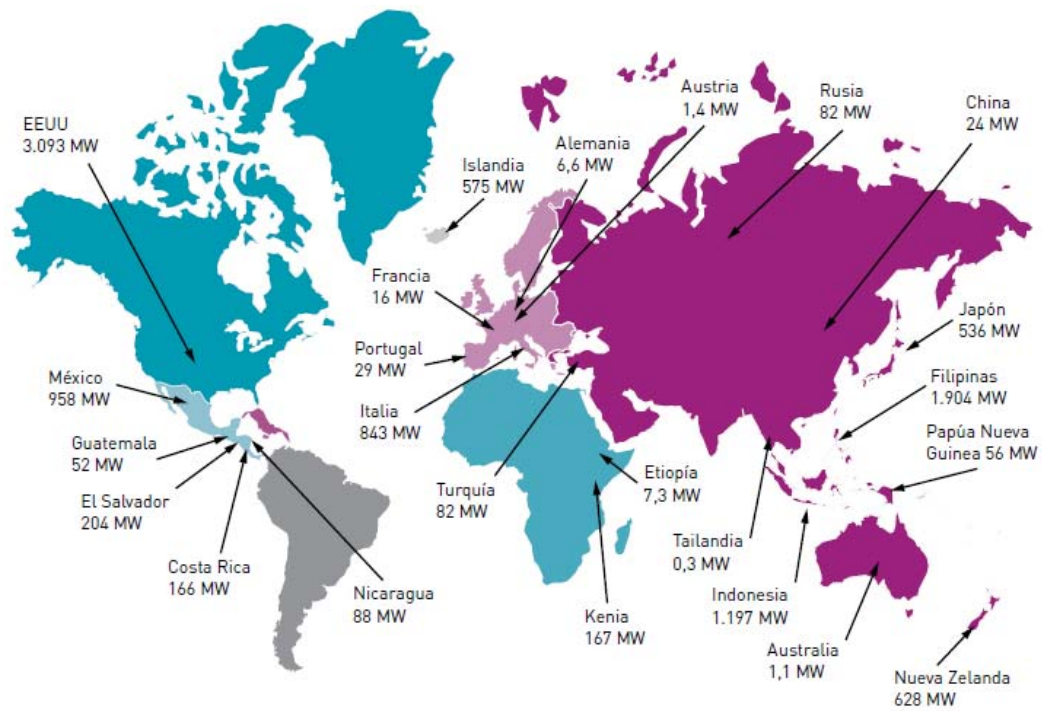 EEUU
3.093 MW
Islandia
575 MW
Alemania
6,6 MW
Austria
1,4 MW
Rusia
82 MW
China
24 MW
Francia
16 MW
Portugal
29 MW
Italia
843 MW
Japón
536 MW
Filipinas
1.904 MW
Papúa Nueva
Guinea 56 MW
México
958 MW
Guatemala
52 MW
El Salvador
204 MW
Costa Rica
166 MW
Nicaragua
88 MW
Turquía
82 MW
Etiopía
7,3 MW
Kenia
167 MW
Tailandia
0,3 MW
Indonesia
1.197 MW
Australia
1,1 MW
Nueva Zelanda
628 MW